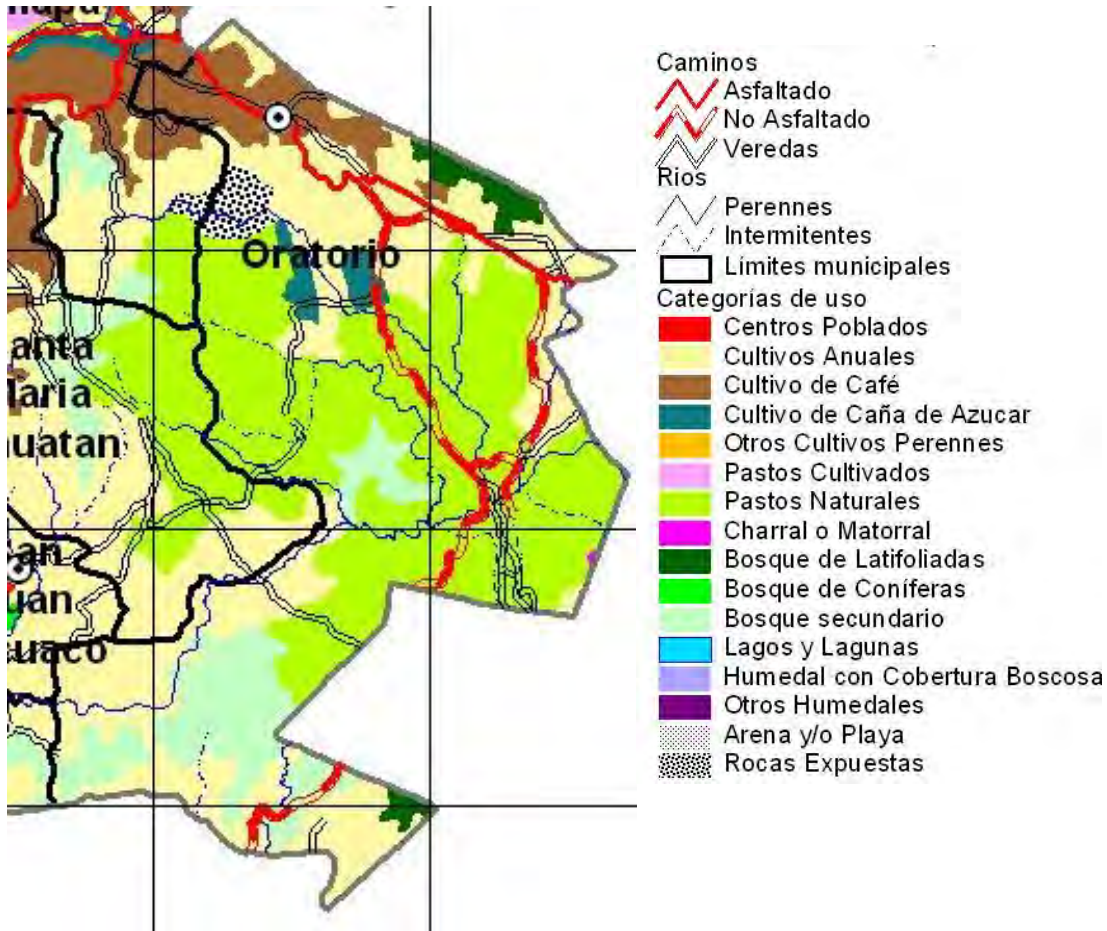 Oratorio
anta
Maria
uatan
an
uan
cuaco
Caminos
Asfaltado
No Asfaltado
Veredas
Rios
Perennes
Intermitentes
Límites municipales
Categorías de uso
Centros Poblados
Cultivos Anuales
Cultivo de Café
Cultivo de Caña de Azucar
Otros Cultivos Perennes
Pastos Cultivados
Pastos Naturales
Charral o Matorral
Bosque de Latifoliadas
Bosque de Coníferas
Bosque secundario
Lagos y Lagunas
Humedal con Cobertura Boscosa
Otros Humedales
Arena y/o Playa
Rocas Expuestas